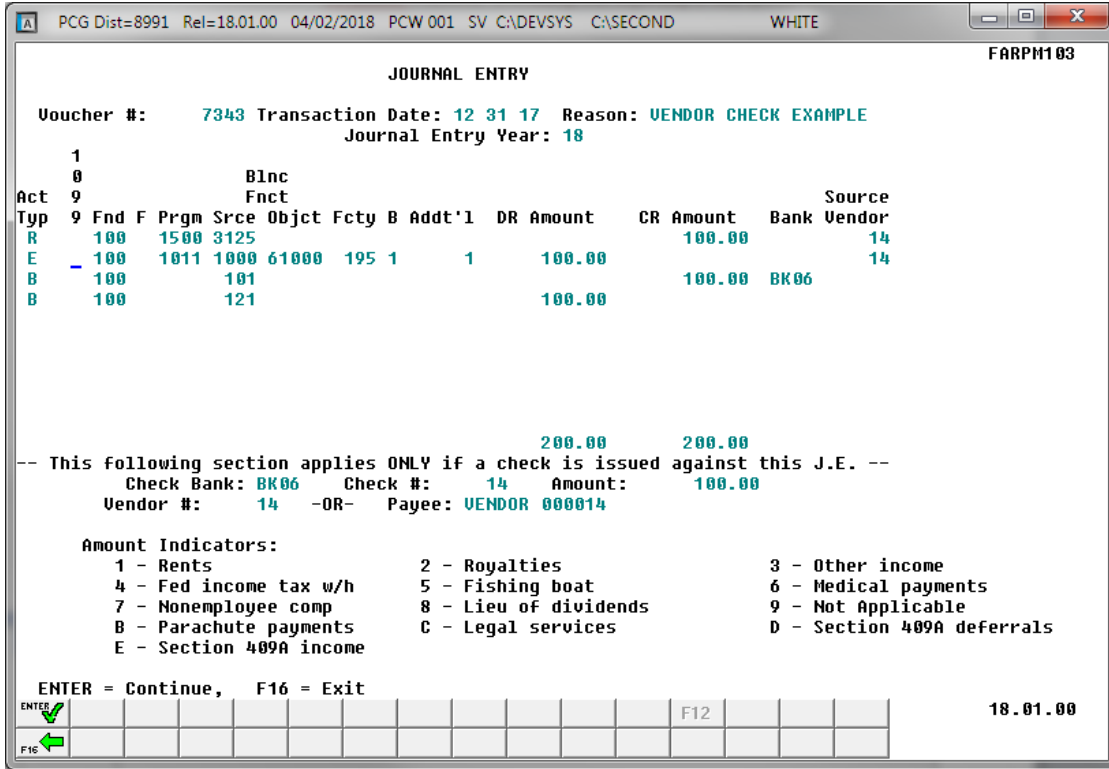 PCG Dist=8991 Rel=18.01.00 04/02/2018 PCW 001 SV C:\DEVSYS C:\SECOND WHITE
FARPM103
JOURNAL ENTRY
Voucher #: 7343 Transaction Date: 12 31 17 Reason: VENDOR CHECK EXAMPLE
Journal Entry Year: 18
1
0 Blnc
Act 9 Fnct Source
Typ 9 Fnd F Prgm Srce Objct Fcty B Addt'l DR Amount CR Amount Bank Vendor
R 100 1500 3125 100.00 14
E _ 100 1011 1000 61000 195 1 1 100.00 14
B 100 101 100.00 BK06
B 100 121 100.00
200.00 200.00
-- This following section applies ONLY if a check is issued against this J.E. --
Check Bank: BK06 Check #: 14 Amount: 100.00
Vendor #: 14 -OR- Payee: VENDOR 000014
Amount Indicators:
1 - Rents 2 - Royalties 3 - Other income
4 - Fed income tax w/h 5 - Fishing boat 6 - Medical payments
7 - Nonemployee comp 8 - Lieu of dividends 9 - Not Applicable
B - Parachute payments C - Legal services D - Section 409A deferrals
E - Section 409A income
ENTER = Continue, F16 = Exit
ENTER F12 18.01.00
F16